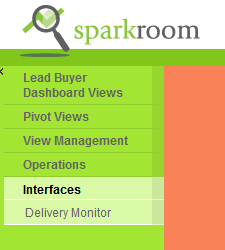 sparkroom
Lead Buyer
Dashboard Views
Pivot Views
View Management
Operations
Interfaces
Delivery Monitor